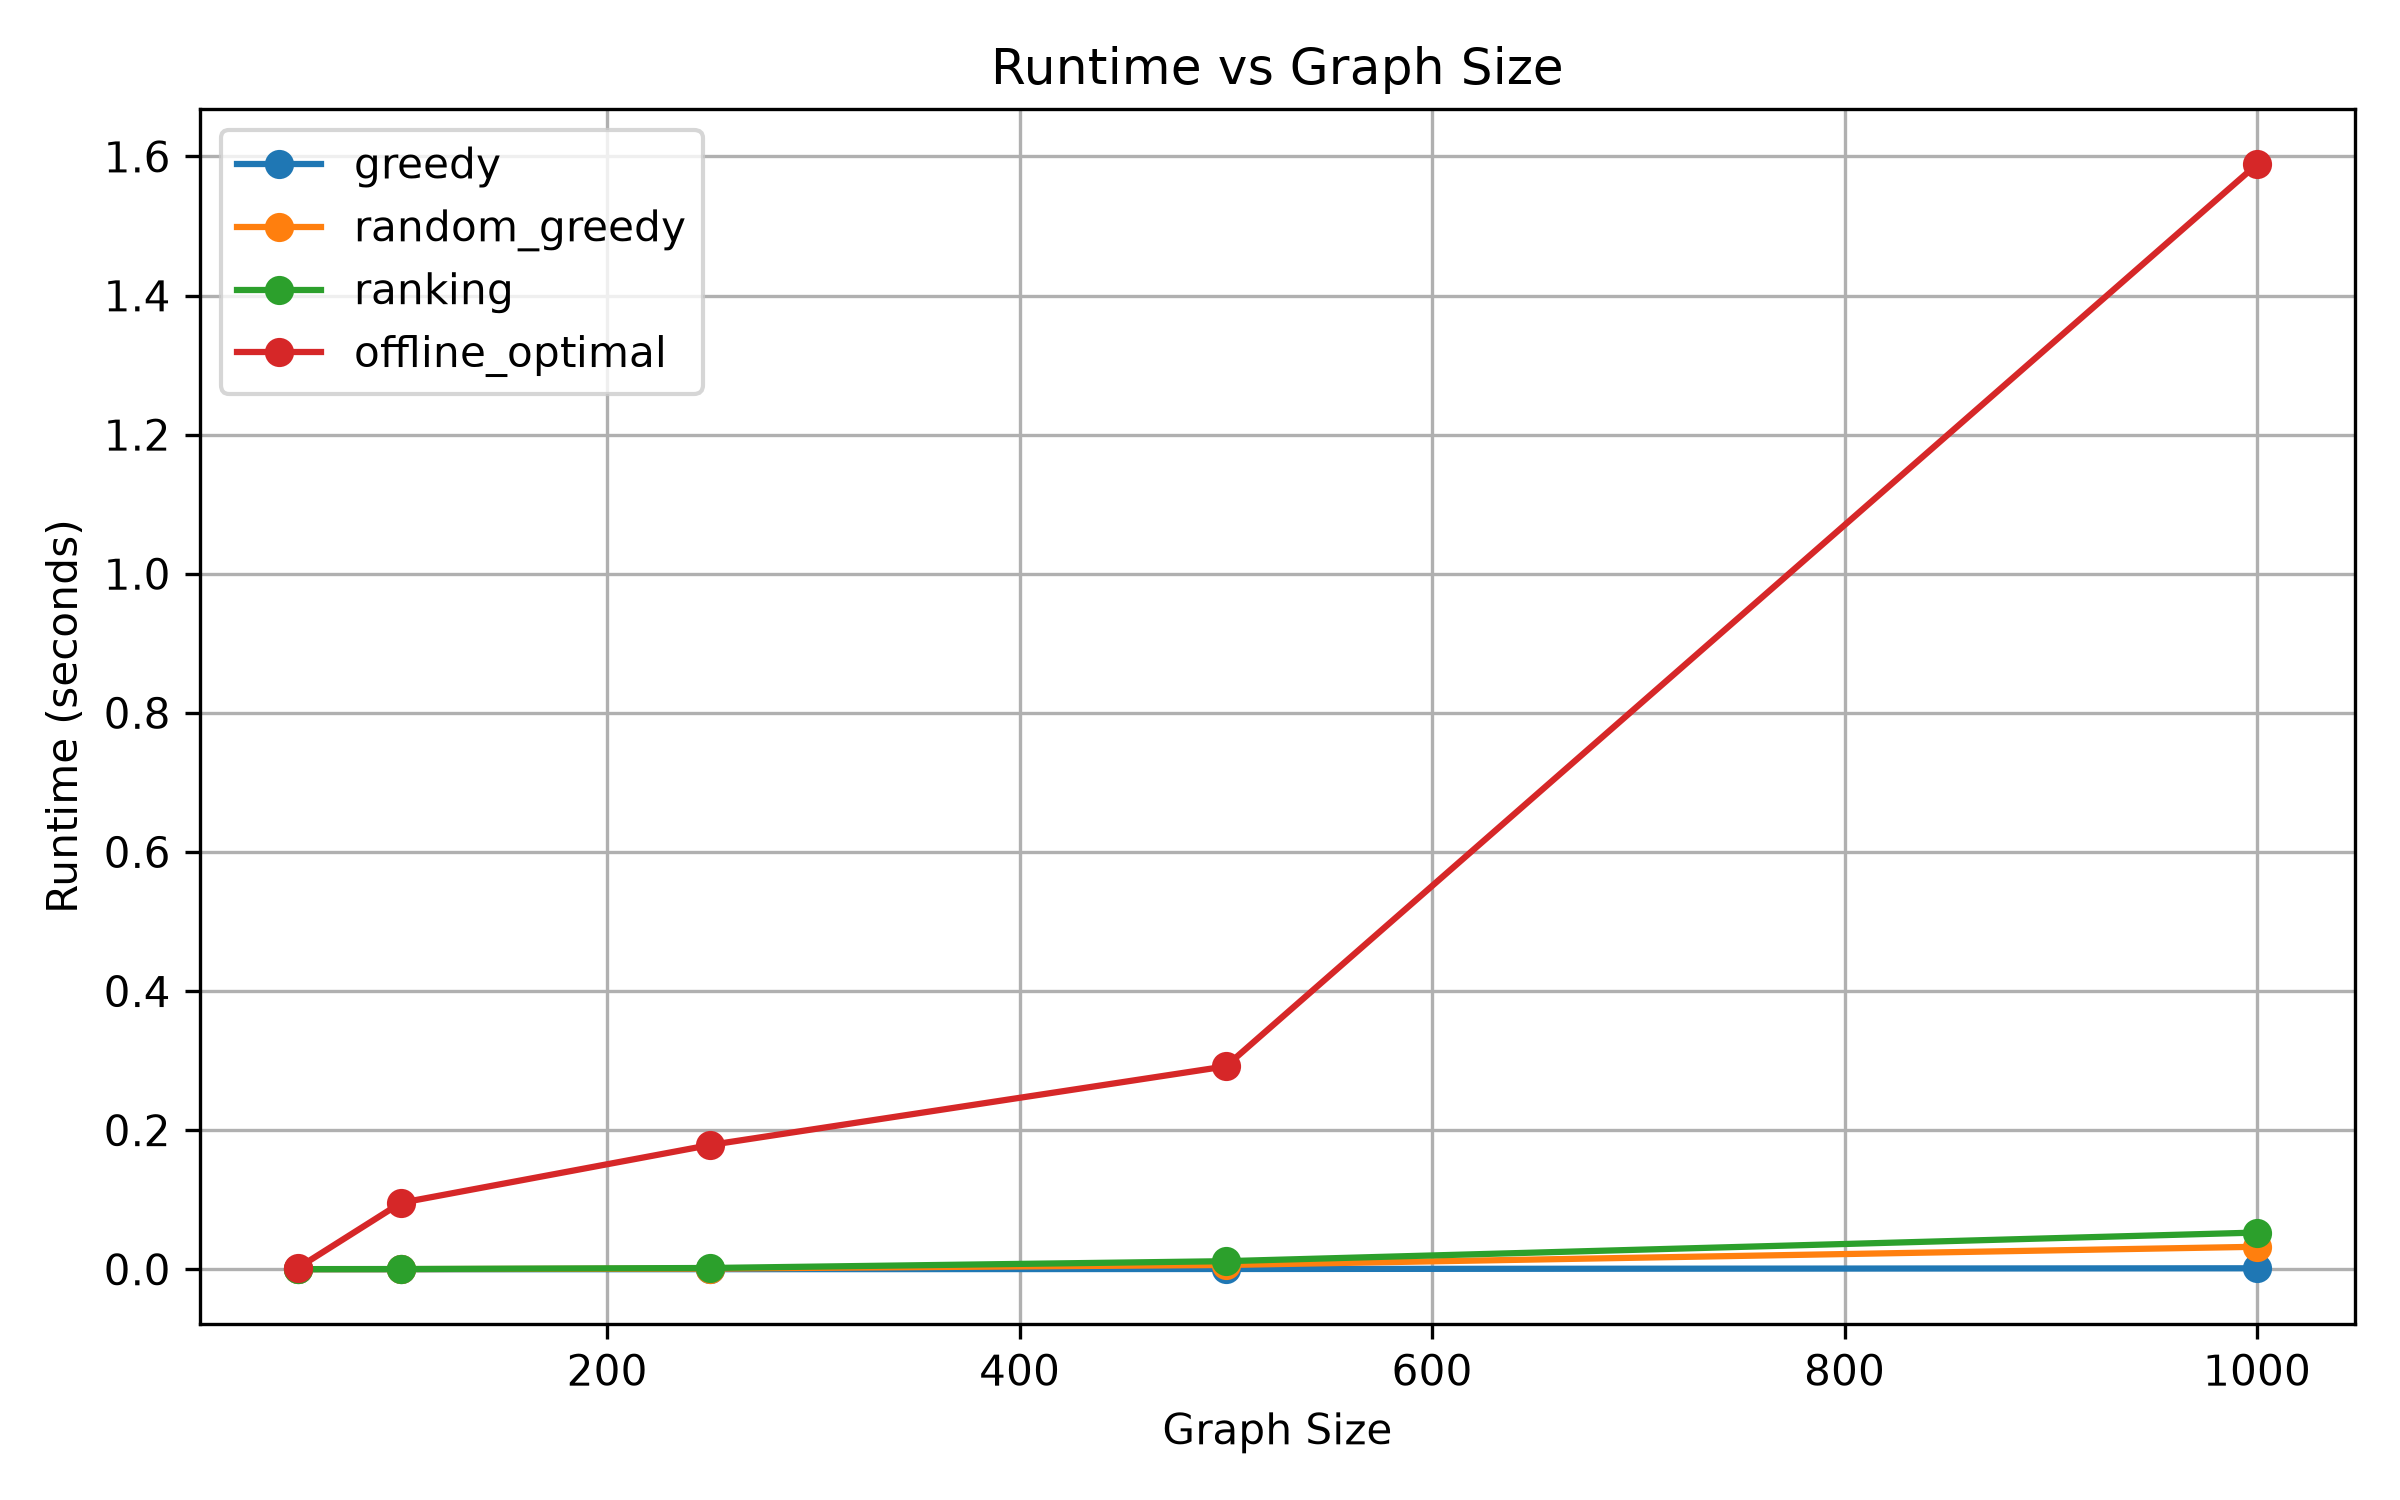 Runtime vs Graph Size
greedy
random_greedy
ranking
offline_optimal
Runtime (seconds)
1.6
1.4
1.2
1.0
0.8
0.6
0.4
0.2
0.0
200 400 600 800 1000
Graph Size